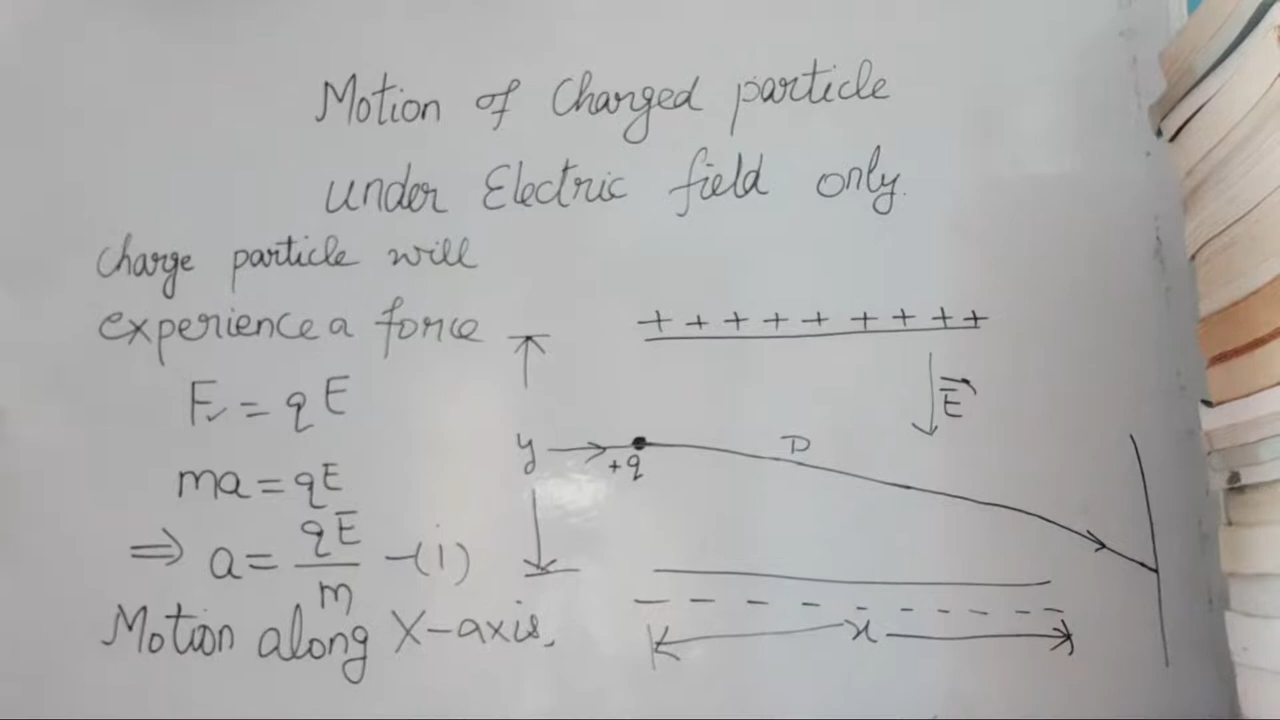 Motion of Charged particle
under Electric field only.
Charge particle will
experience a force
F = qE
ma = qE
⇒ a = qE/m -(i)
Motion along X-axis.
+ + + + + + + + +
E
y
+q
D
- - - - - - - - - -
x